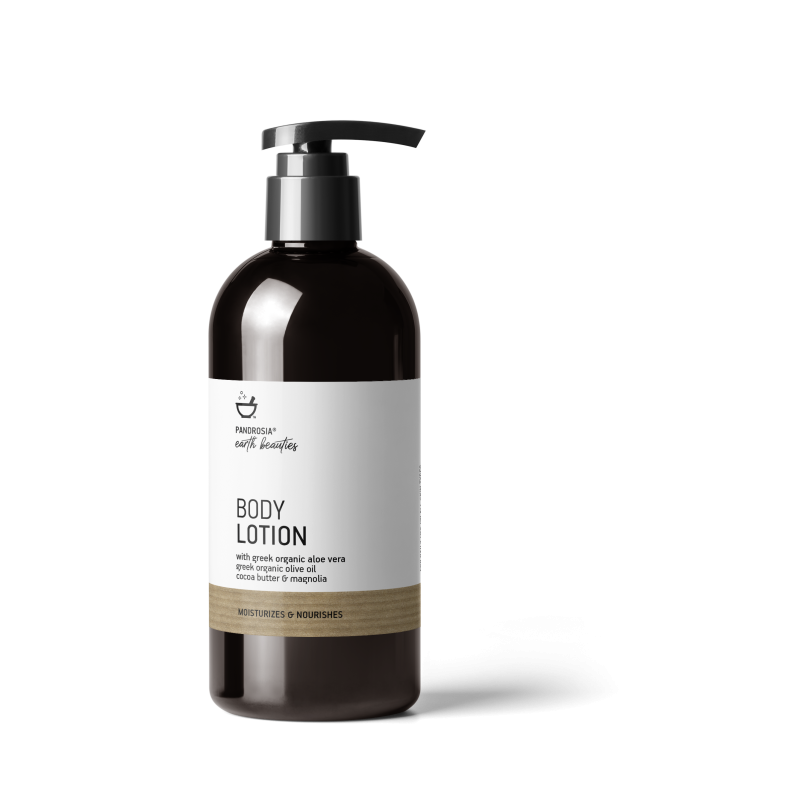 PANDROSIA®
earth beauties
BODY
LOTION
with greek organic aloe vera
greek organic olive oil
cocoa butter & magnolia
MOISTURIZES & NOURISHES